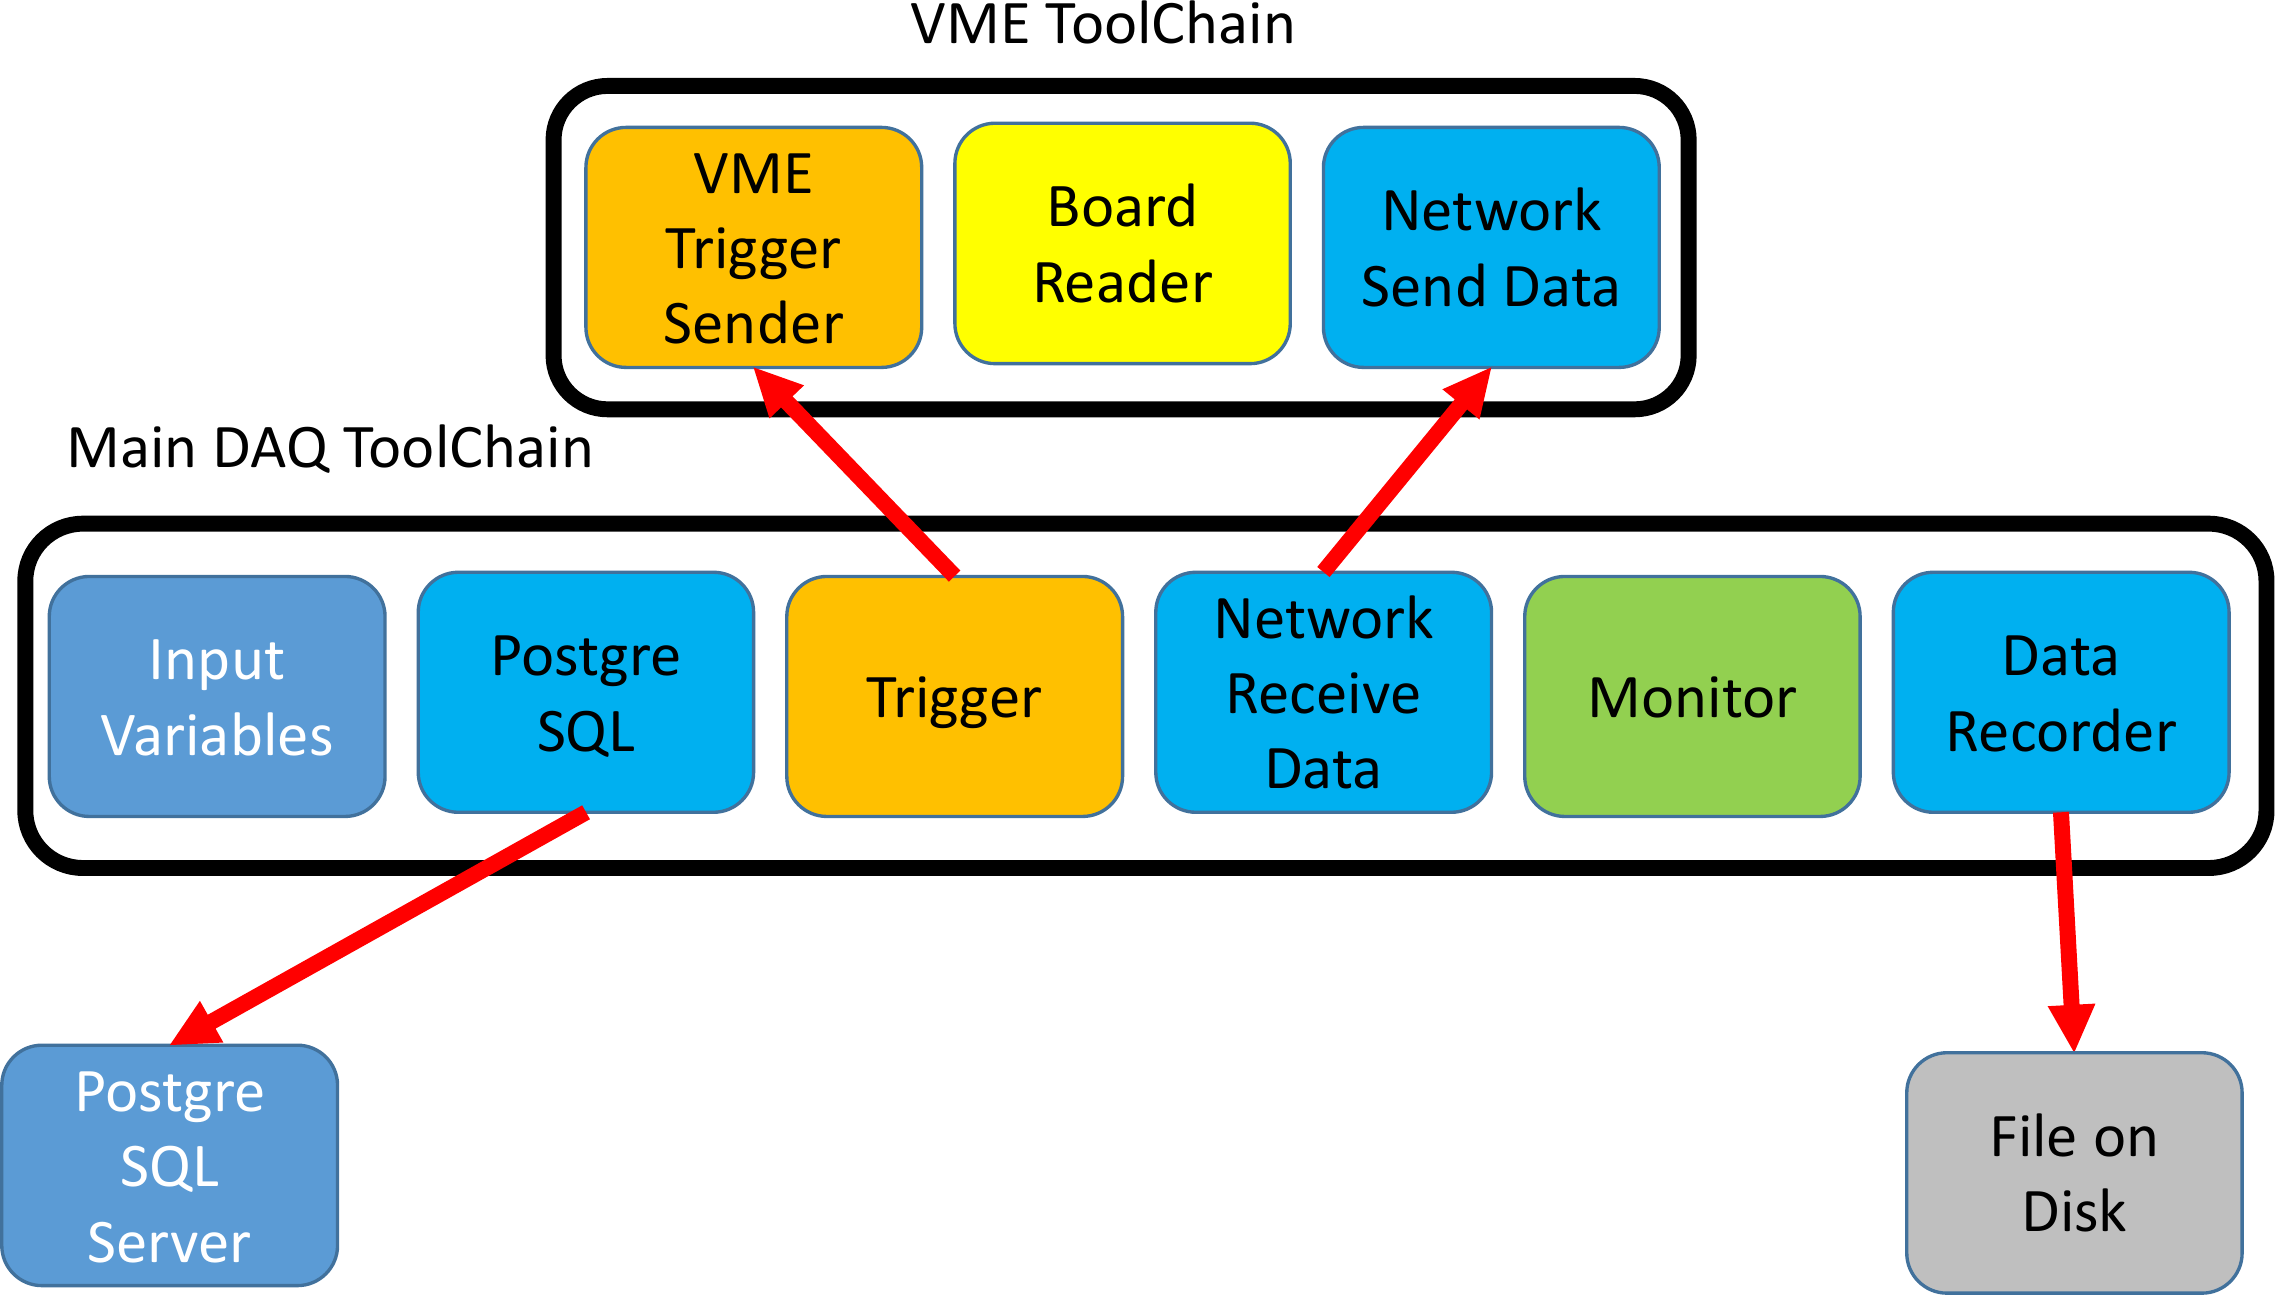 VME ToolChain
VME
Trigger
Sender
Board
Reader
Network
Send Data
Main DAQ ToolChain
Input
Variables
Postgre
SQL
Trigger
Network
Receive
Data
Monitor
Data
Recorder
Postgre
SQL
Server
File on
Disk